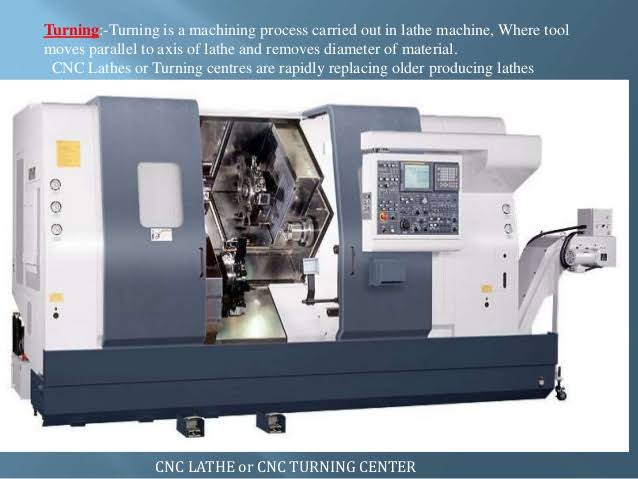 Turning:-Turning is a machining process carried out in lathe machine, Where tool
moves parallel to axis of lathe and removes diameter of material.
CNC Lathes or Turning centres are rapidly replacing older producing lathes
CNC LATHE or CNC TURNING CENTER